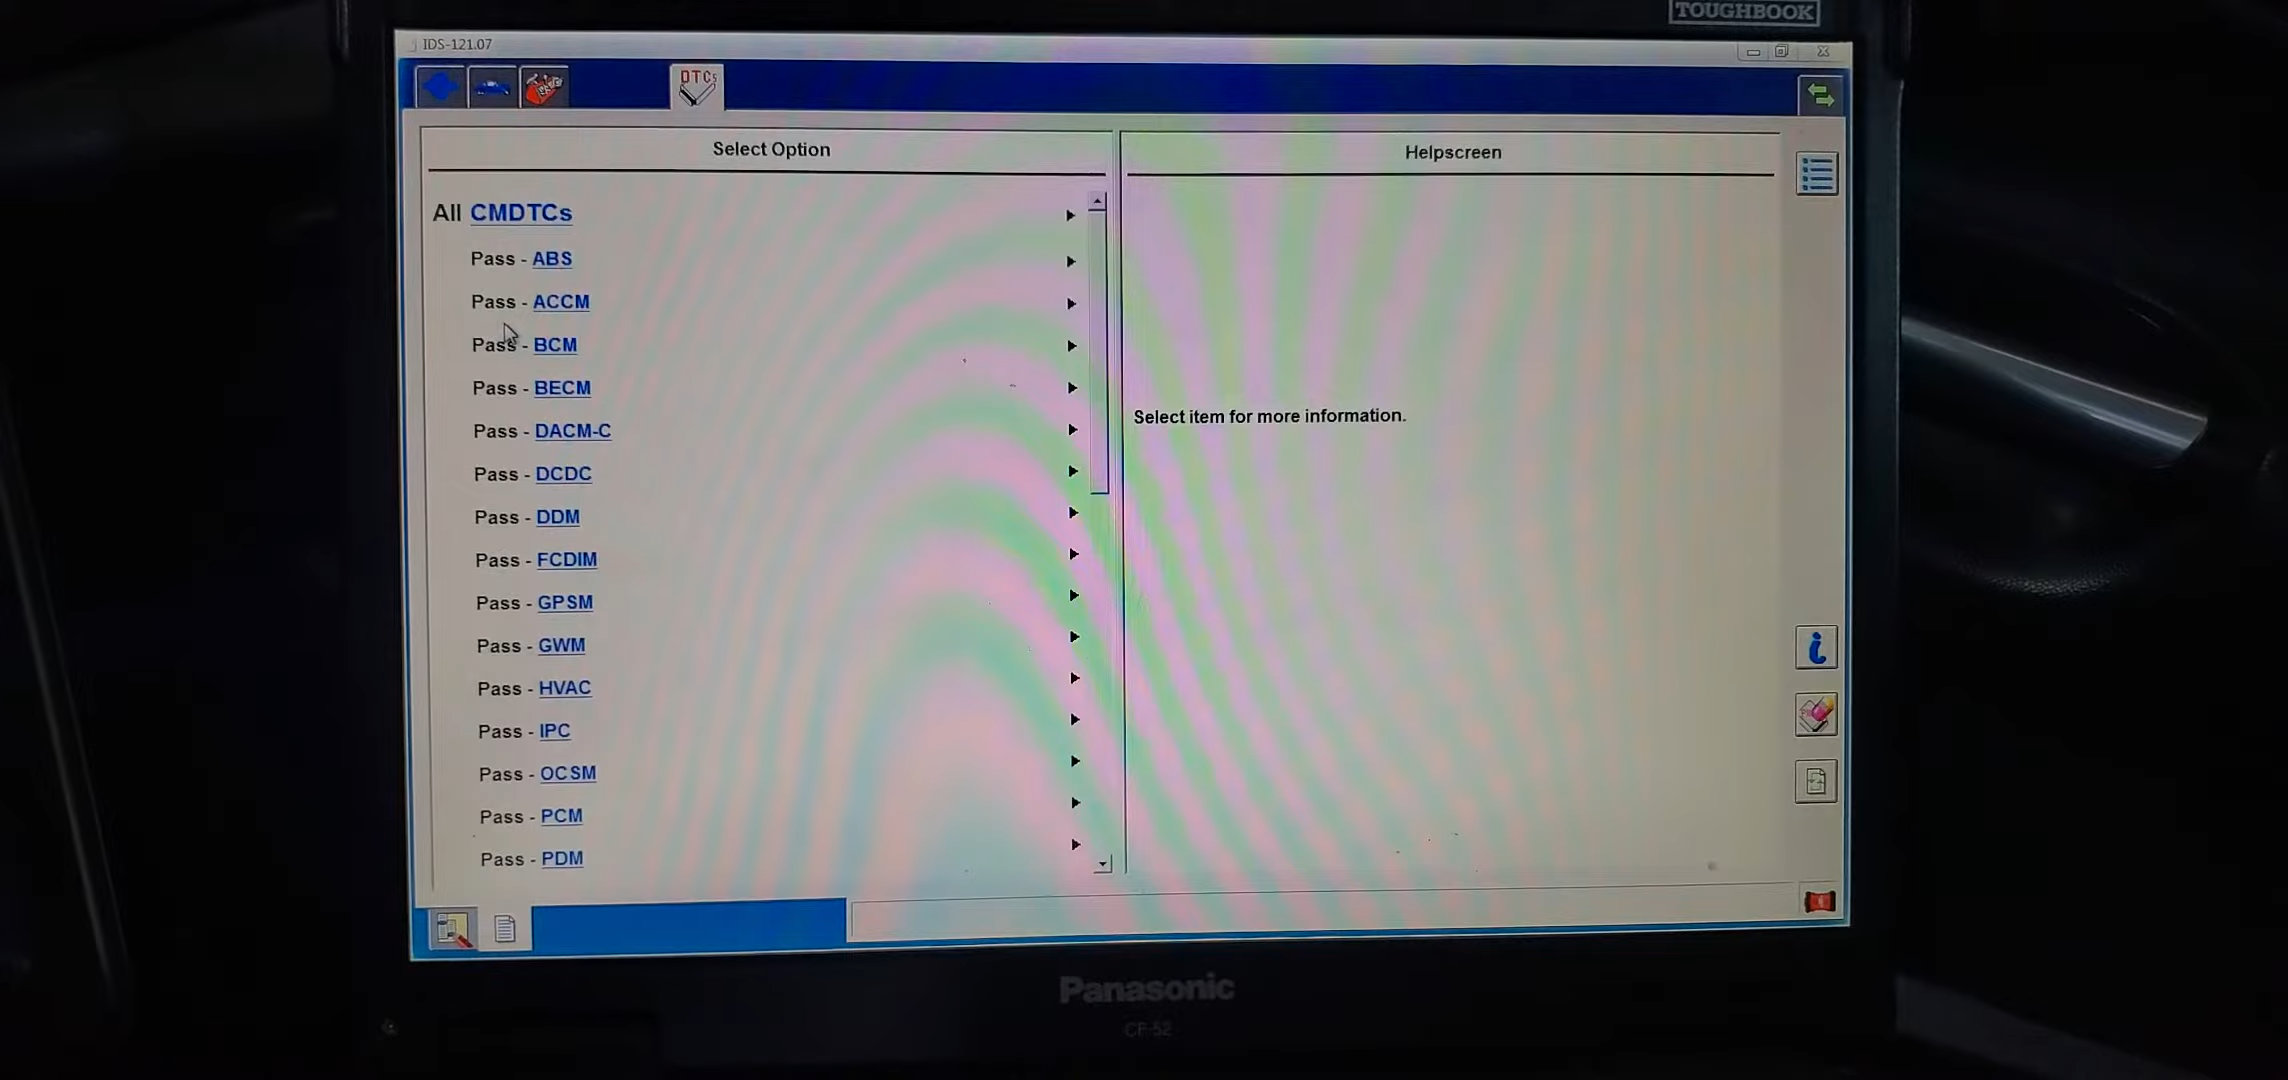 TOUGHBOOK
IDS-121.07
DTCs
Select Option
Helpscreen
All CMDTCs
Pass - ABS
Pass - ACCM
Pass - BCM
Pass - BECM
Pass - DACM-C
Pass - DCDC
Pass - DDM
Pass - FCDIM
Pass - GPSM
Pass - GWM
Pass - HVAC
Pass - IPC
Pass - OCSM
Pass - PCM
Pass - PDM
Select item for more information.
Panasonic
CF-52